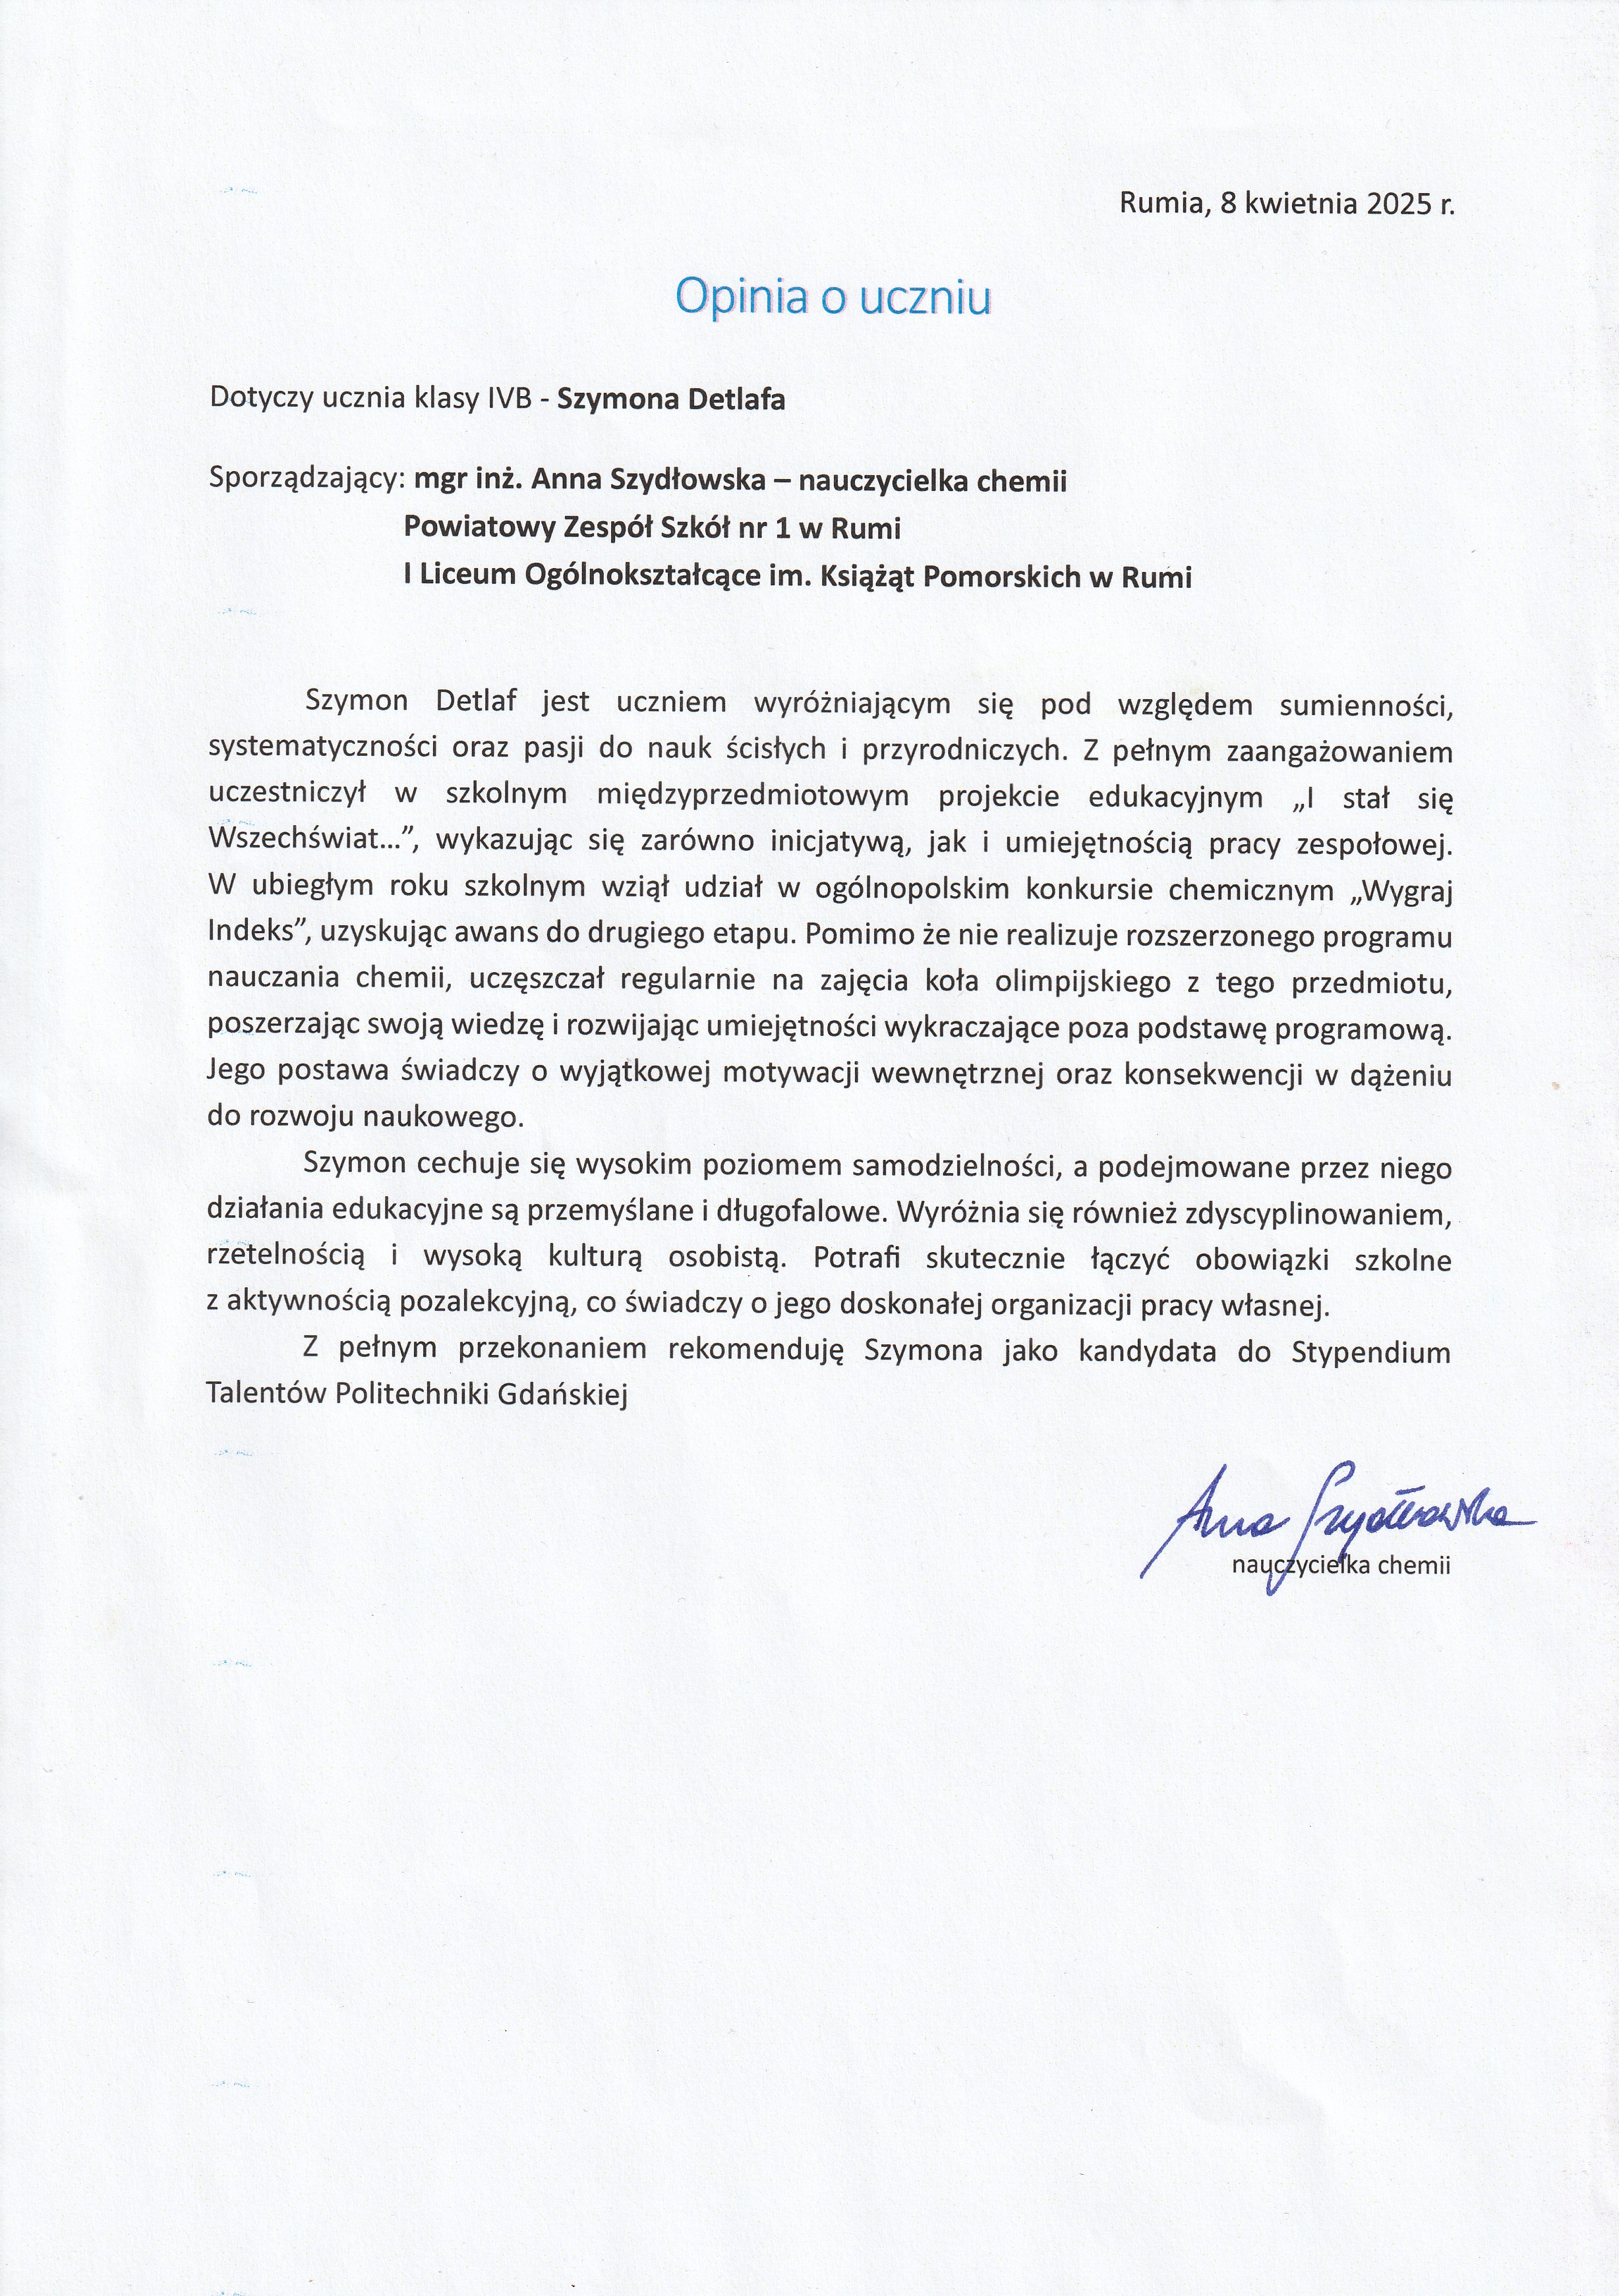 Rumia, 8 kwietnia 2025 r.
Opinia o uczniu
Dotyczy ucznia klasy IVB - Szymona Detlafa
Sporządzający: mgr inż. Anna Szydłowska – nauczycielka chemii
Powiatowy Zespół Szkół nr 1 w Rumi
I Liceum Ogólnokształcące im. Książąt Pomorskich w Rumi
Szymon Detlaf jest uczniem wyróżniającym się pod względem sumienności,
systematyczności oraz pasji do nauk ścisłych i przyrodniczych. Z pełnym zaangażowaniem
uczestniczył w szkolnym międzyprzedmiotowym projekcie edukacyjnym „I stał się
Wszechświat...”, wykazując się zarówno inicjatywą, jak i umiejętnością pracy zespołowej.
W ubiegłym roku szkolnym wziął udział w ogólnopolskim konkursie chemicznym „Wygraj
Indeks”, uzyskując awans do drugiego etapu. Pomimo że nie realizuje rozszerzonego programu
nauczania chemii, uczęszczał regularnie na zajęcia koła olimpijskiego z tego przedmiotu,
poszerzając swoją wiedzę i rozwijając umiejętności wykraczające poza podstawę programową.
Jego postawa świadczy o wyjątkowej motywacji wewnętrznej oraz konsekwencji w dążeniu
do rozwoju naukowego.
Szymon cechuje się wysokim poziomem samodzielności, a podejmowane przez niego
działania edukacyjne są przemyślane i długofalowe. Wyróżnia się również zdyscyplinowaniem,
rzetelnością i wysoką kulturą osobistą. Potrafi skutecznie łączyć obowiązki szkolne
z aktywnością pozalekcyjną, co świadczy o jego doskonałej organizacji pracy własnej.
Z pełnym przekonaniem rekomenduję Szymona jako kandydata do Stypendium
Talentów Politechniki Gdańskiej
Anna Szydłowska
nauczycielka chemii